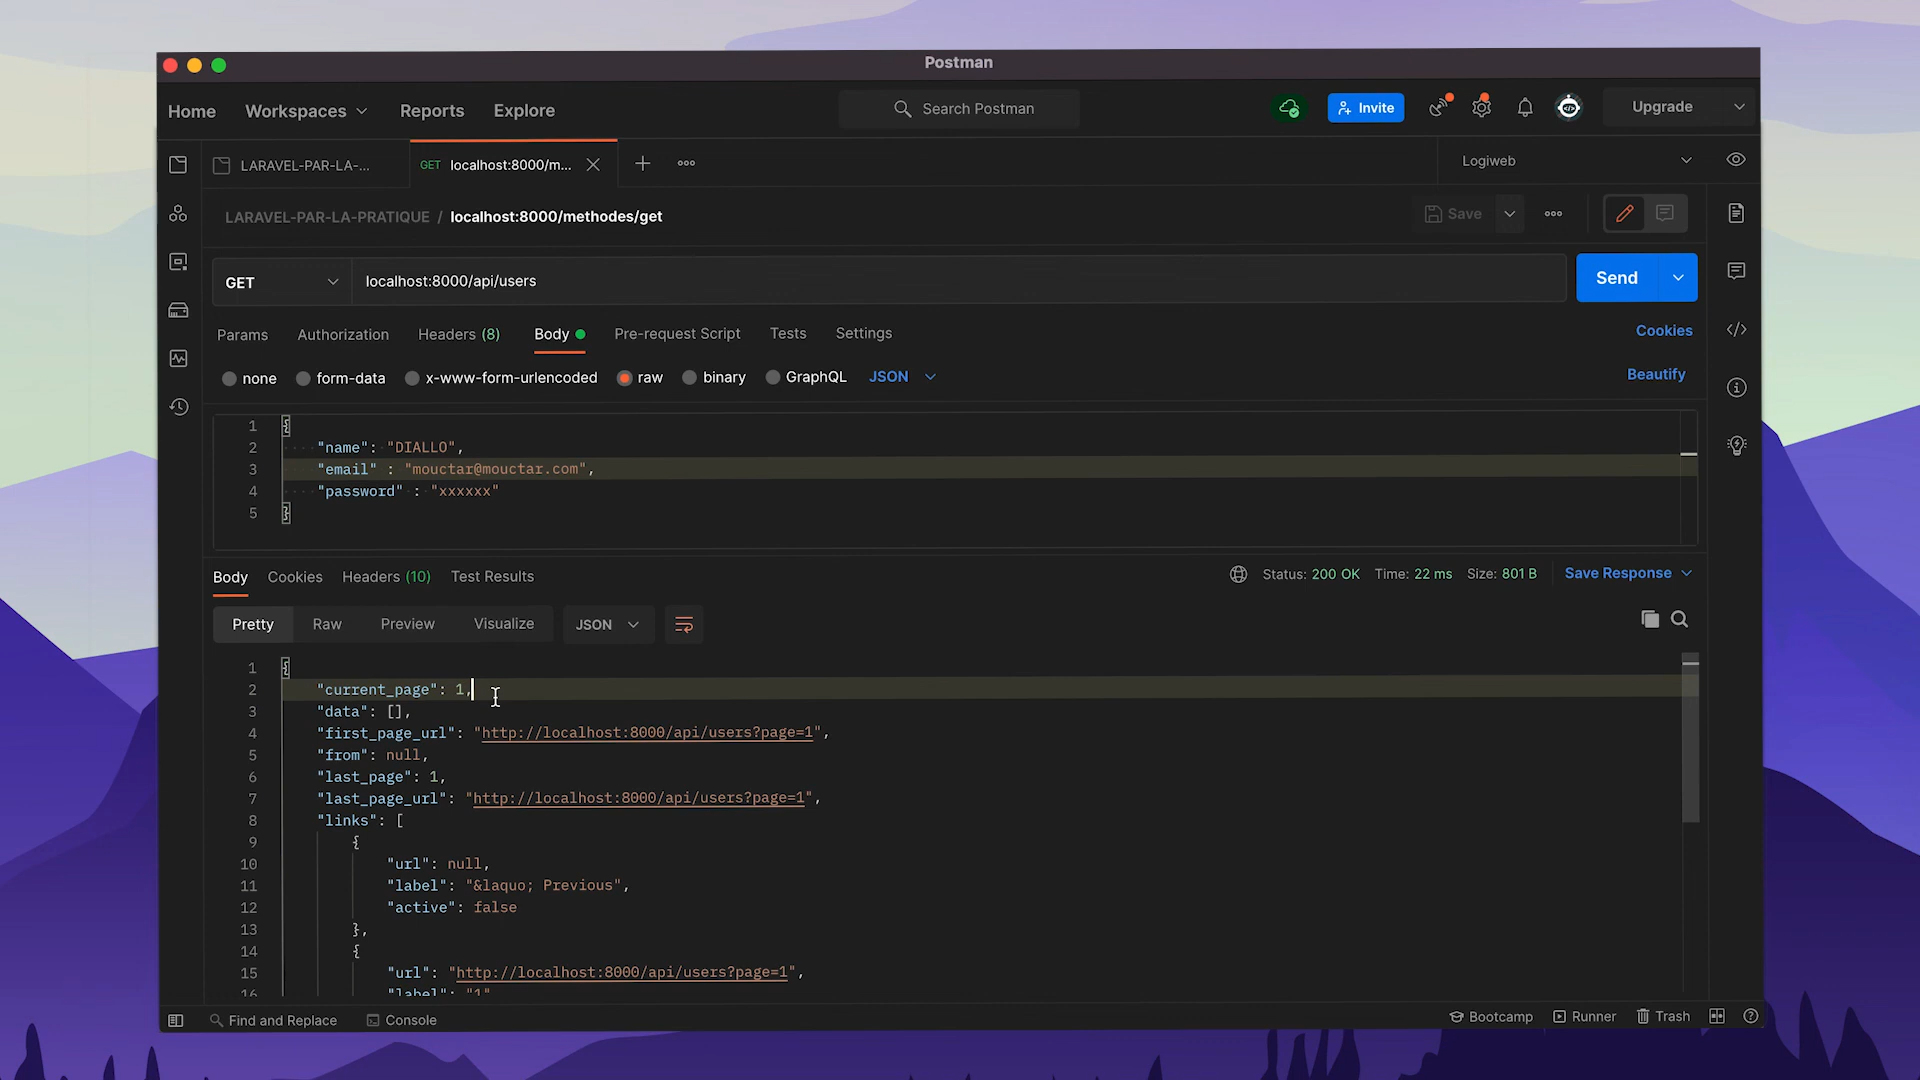 Postman
Home Workspaces Reports Explore Search Postman Invite Upgrade
LARAVEL-PAR-LA-... GET localhost:8000/m... Logiweb
LARAVEL-PAR-LA-PRATIQUE / localhost:8000/methodes/get Save
GET localhost:8000/api/users Send
Params Authorization Headers (8) Body Pre-request Script Tests Settings Cookies
none form-data x-www-form-urlencoded raw binary GraphQL JSON Beautify
1 {
2 "name": "DIALLO",
3 "email" : "mouctar@mouctar.com",
4 "password" : "xxxxxx"
5 }
Body Cookies Headers (10) Test Results Status: 200 OK Time: 22 ms Size: 801 B Save Response
Pretty Raw Preview Visualize JSON
1 {
2 "current_page": 1,
3 "data": [],
4 "first_page_url": "http://localhost:8000/api/users?page=1",
5 "from": null,
6 "last_page": 1,
7 "last_page_url": "http://localhost:8000/api/users?page=1",
8 "links": [
9 {
10 "url": null,
11 "label": "&laquo; Previous",
12 "active": false
13 },
14 {
15 "url": "http://localhost:8000/api/users?page=1",
16 "label": "1"
Find and Replace Console Bootcamp Runner Trash